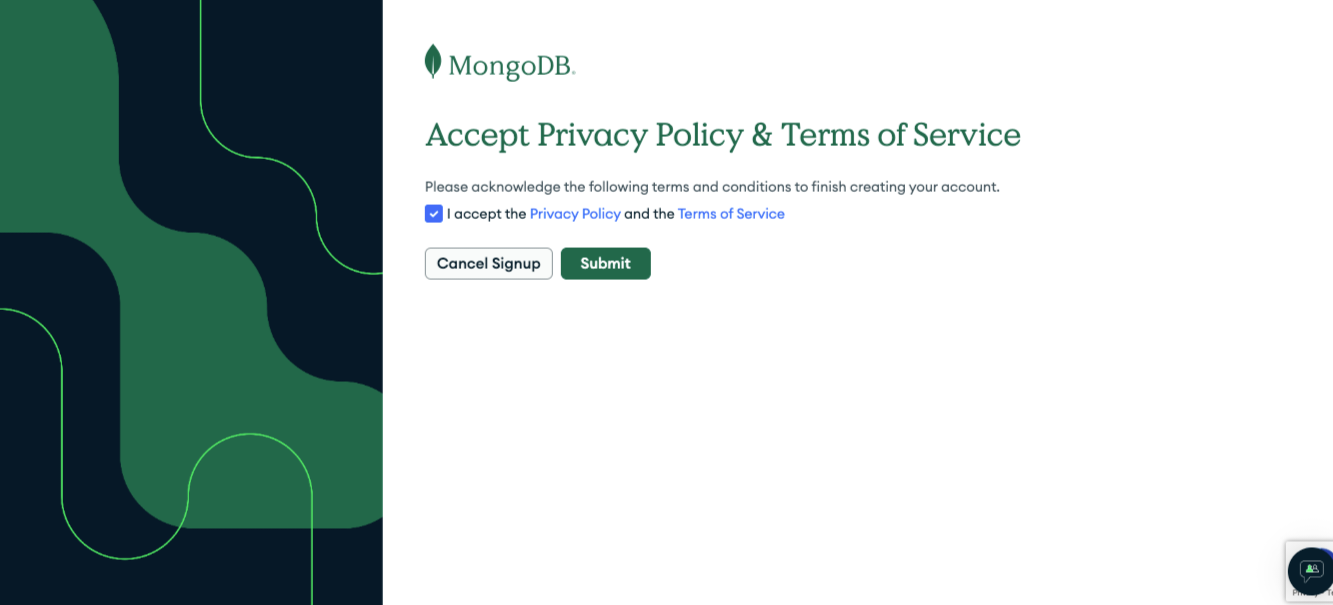 MongoDB.
Accept Privacy Policy & Terms of Service
Please acknowledge the following terms and conditions to finish creating your account.
I accept the Privacy Policy and the Terms of Service
Cancel Signup
Submit